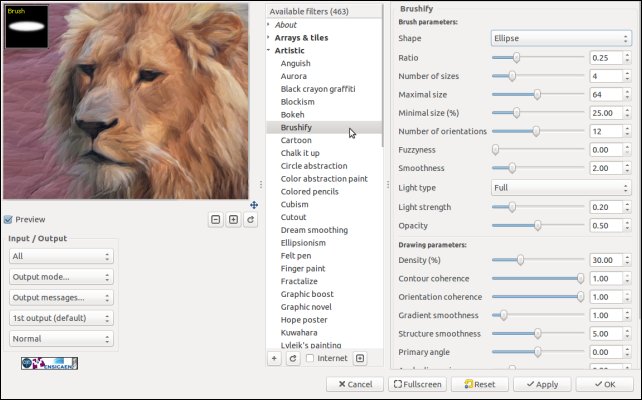 Brush
Preview
Input / Output
All
Output mode...
Output messages...
1st output (default)
Normal
ENSICAEN
Available filters (463)
About
Arrays & tiles
Artistic
Anguish
Aurora
Black crayon graffiti
Blockism
Bokeh
Brushify
Cartoon
Chalk it up
Circle abstraction
Color abstraction paint
Colored pencils
Cubism
Cutout
Dream smoothing
Ellipsionism
Felt pen
Finger paint
Fractalize
Graphic boost
Graphic novel
Hope poster
Kuwahara
Lylejk's painting
Internet
Brushify
Brush parameters:
Shape Ellipse
Ratio 0.25
Number of sizes 4
Maximal size 64
Minimal size (%) 25.00
Number of orientations 12
Fuzzyness 0.00
Smoothness 2.00
Light type Full
Light strength 0.20
Opacity 0.50
Drawing parameters:
Density (%) 30.00
Contour coherence 1.00
Orientation coherence 1.00
Gradient smoothness 1.00
Structure smoothness 5.00
Primary angle 0.00
Cancel Fullscreen Reset Apply OK